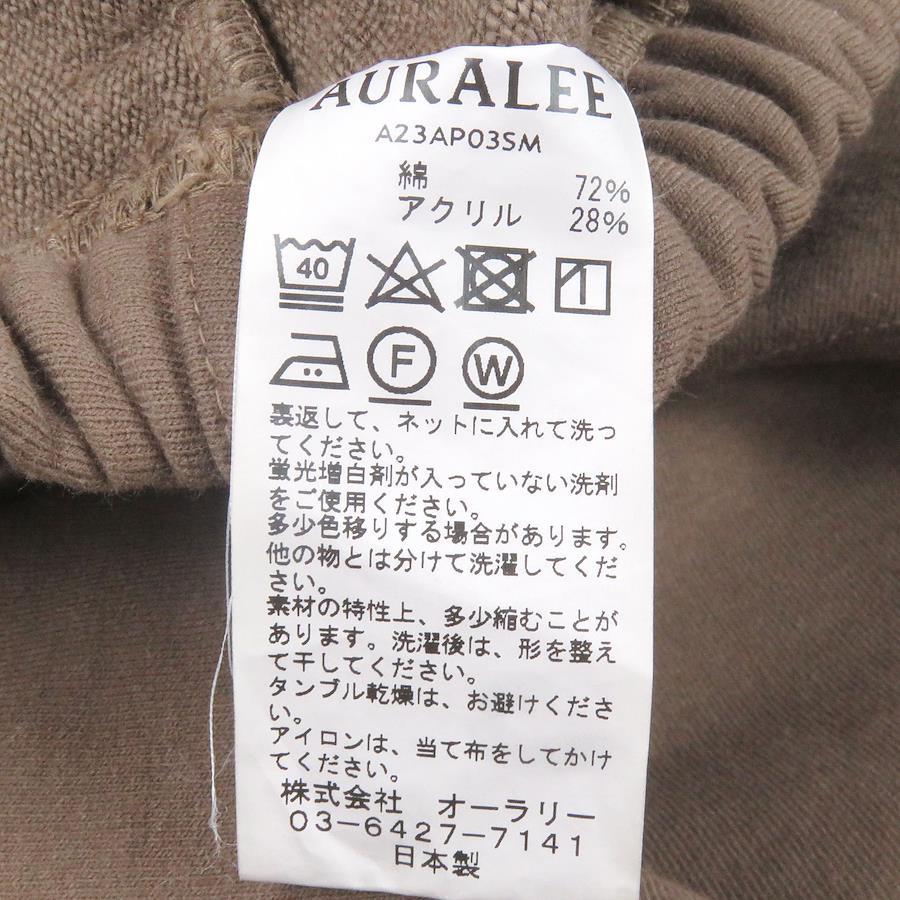 AURALEE
A23AP03SM
綿 72%
アクリル 28%
40
F W
裏返して、ネットに入れて洗っ
てください。
蛍光増白剤が入っていない洗剤
をご使用ください。
多少色移りする場合があります。
他の物とは分けて洗濯してくだ
さい。
素材の特性上、多少縮むことが
あります。洗濯後は、形を整え
て干してください。
タンブル乾燥は、お避けくださ
い。
アイロンは、当て布をしてかけ
てください。
株式会社 オーラリー
03-6427-7141
日本製